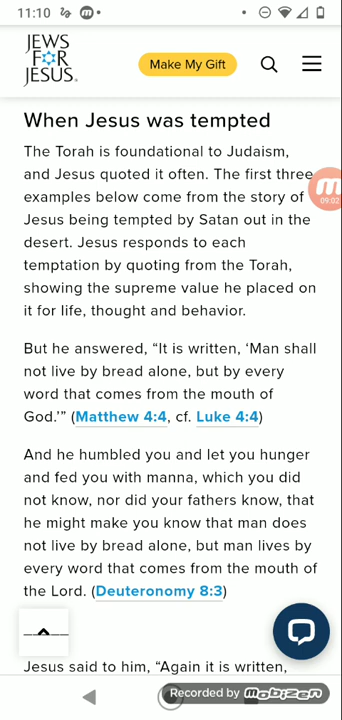 11:10
JEWS
FOR
JESUS
Make My Gift
When Jesus was tempted
The Torah is foundational to Judaism,
and Jesus quoted it often. The first three
09:02
examples below come from the story of
Jesus being tempted by Satan out in the
desert. Jesus responds to each
temptation by quoting from the Torah,
showing the supreme value he placed on
it for life, thought and behavior.
But he answered, “It is written, ‘Man shall
not live by bread alone, but by every
word that comes from the mouth of
God.’” (Matthew 4:4, cf. Luke 4:4)
And he humbled you and let you hunger
and fed you with manna, which you did
not know, nor did your fathers know, that
he might make you know that man does
not live by bread alone, but man lives by
every word that comes from the mouth of
the Lord. (Deuteronomy 8:3)
Jesus said to him, “Again it is written,
Recorded by mobizen